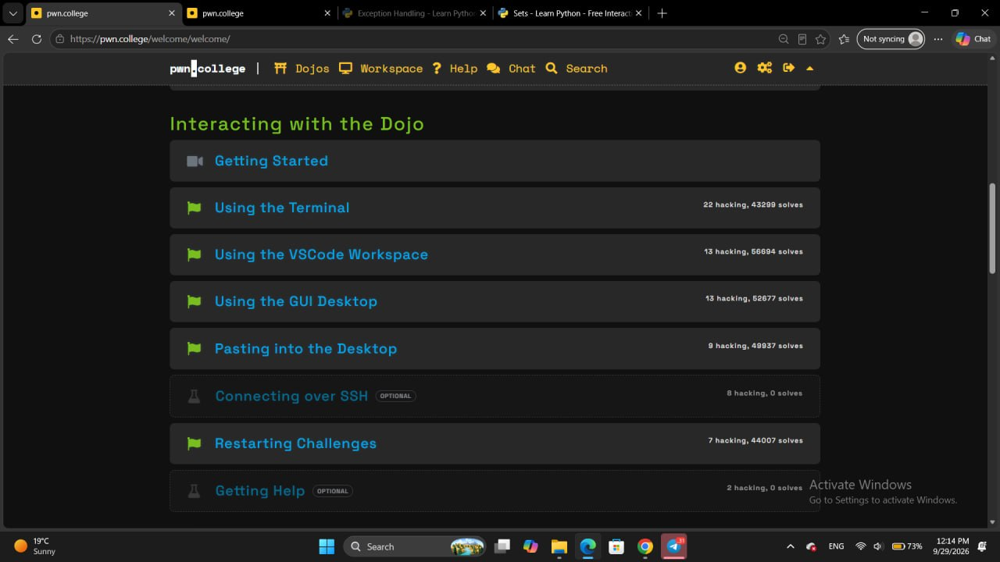 pwn.college
pwn.college
Exception Handling - Learn Pytho
Sets - Learn Python - Free Interact
https://pwn.college/welcome/welcome/
Not syncing
Chat
pwn.college | Dojos Workspace ? Help Chat Search
Interacting with the Dojo
Getting Started
Using the Terminal
22 hacking, 43299 solves
Using the VSCode Workspace
13 hacking, 56694 solves
Using the GUI Desktop
13 hacking, 52677 solves
Pasting into the Desktop
9 hacking, 49937 solves
Connecting over SSH OPTIONAL
8 hacking, 0 solves
Restarting Challenges
7 hacking, 44007 solves
Getting Help OPTIONAL
2 hacking, 0 solves
Activate Windows
Go to Settings to activate Windows.
19°C
Sunny
Search
31
ENG
73%
12:14 PM
9/29/2026